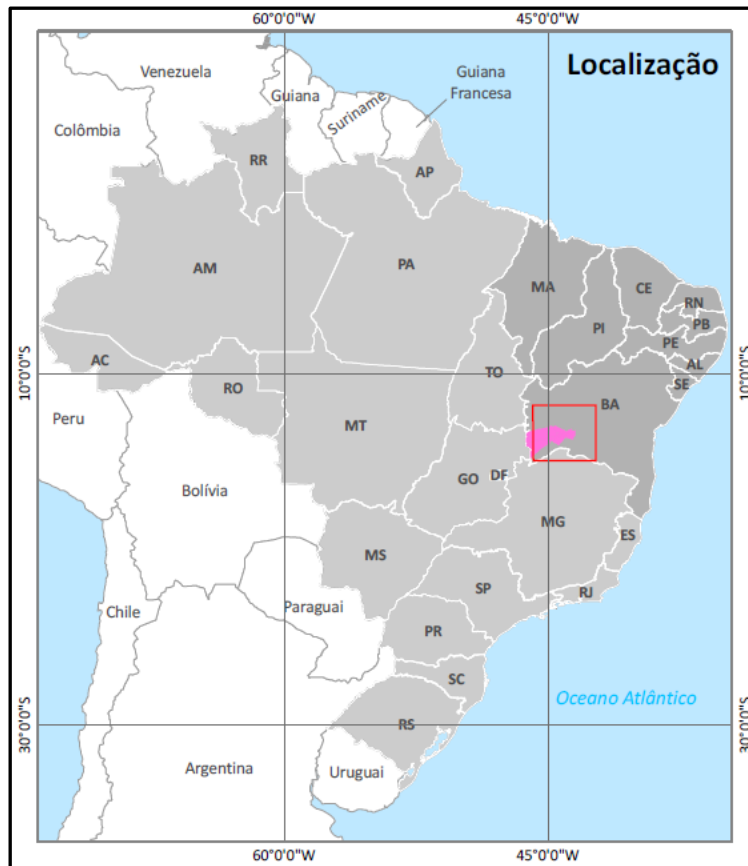 60°0'0"W
45°0'0"W
Localização
Venezuela
Guiana
Suriname
Guiana
Francesa
Colômbia
RR
AP
AM
PA
MA
CE
RN
PB
PI
PE
AL
SE
10°0'0"S
10°0'0"S
AC
RO
TO
BA
Peru
MT
Bolívia
GO
DF
MG
ES
MS
SP
RJ
Paraguai
Chile
PR
SC
Oceano Atlântico
30°0'0"S
30°0'0"S
RS
Argentina
Uruguai
60°0'0"W
45°0'0"W